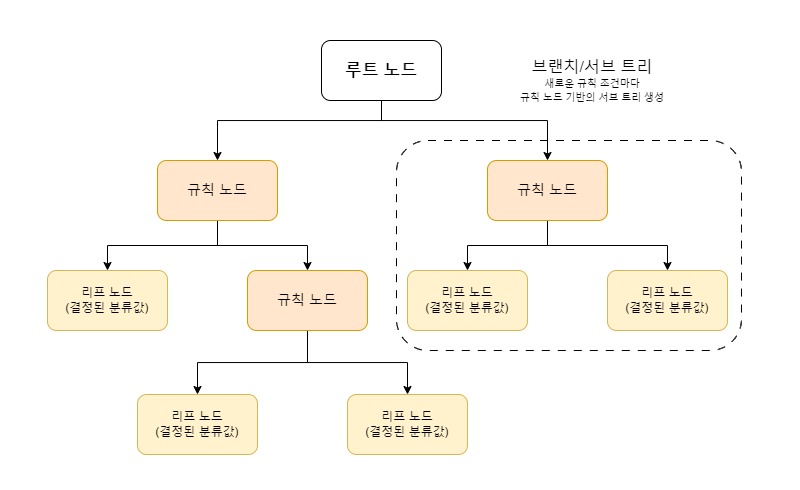 루트 노드
브랜치/서브 트리
새로운 규칙 조건마다
규칙 노드 기반의 서브 트리 생성
규칙 노드
규칙 노드
리프 노드
(결정된 분류값)
규칙 노드
리프 노드
(결정된 분류값)
리프 노드
(결정된 분류값)
리프 노드
(결정된 분류값)
리프 노드
(결정된 분류값)